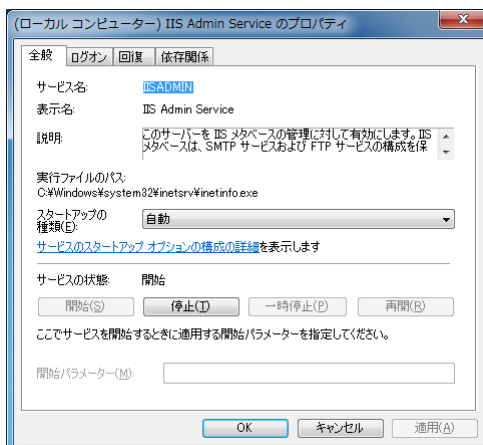 (ローカル コンピューター) IIS Admin Service のプロパティ
全般 ログオン 回復 依存関係
サービス名: IISADMIN
表示名: IIS Admin Service
説明: このサーバーを IIS メタベースの管理に対して有効にします。IIS
メタベースは、SMTP サービスおよび FTP サービスの構成を保
実行ファイルのパス:
C:¥Windows¥system32¥inetsrv¥inetinfo.exe
スタートアップの
種類(E): 自動
サービスのスタートアップ オプションの構成の詳細を表示します
サービスの状態: 開始
開始(S) 停止(T) 一時停止(P) 再開(R)
ここでサービスを開始するときに適用する開始パラメーターを指定してください。
開始パラメーター(M):
OK キャンセル 適用(A)